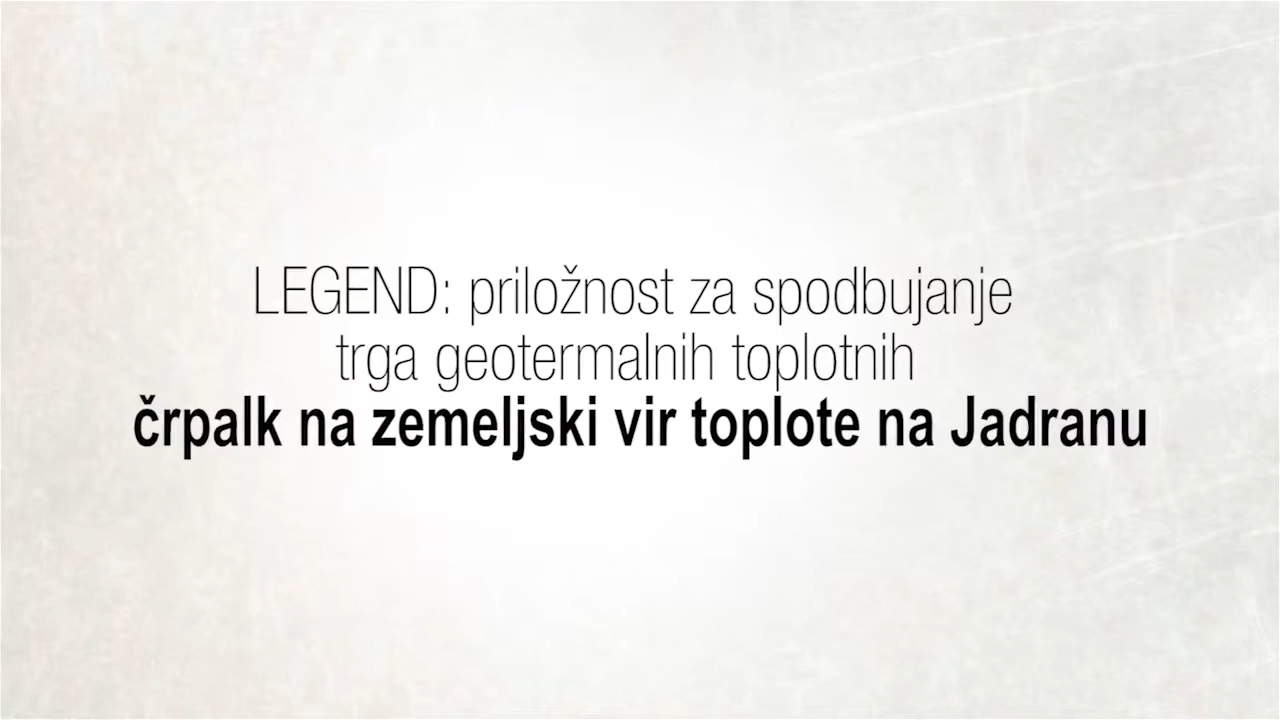 LEGEND: priložnost za spodbujanje
trga geotermalnih toplotnih
črpalk na zemeljski vir toplote na Jadranu